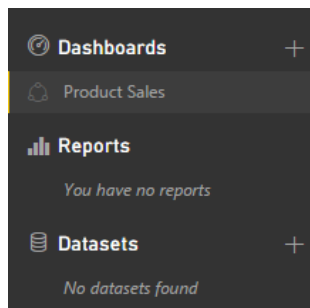 Dashboards
Product Sales
Reports
You have no reports
Datasets
No datasets found